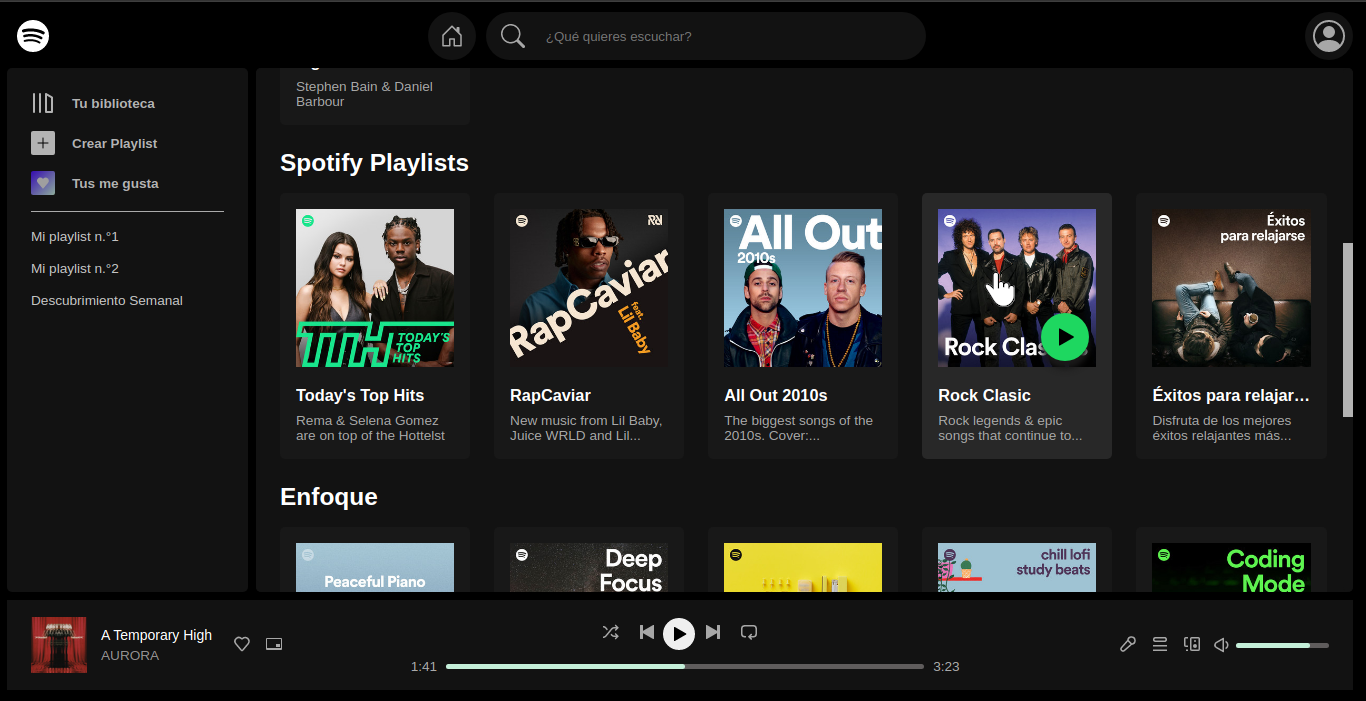 ¿Qué quieres escuchar?
Tu biblioteca
Crear Playlist
Tus me gusta
Mi playlist n.°1
Mi playlist n.°2
Descubrimiento Semanal
Stephen Bain & Daniel
Barbour
Spotify Playlists
TTH TODAY'S
TOP
HITS
Today's Top Hits
Rema & Selena Gomez
are on top of the Hottelst
RapCaviar
feat.
Lil Baby
RapCaviar
New music from Lil Baby,
Juice WRLD and Lil...
All Out
2010s
All Out 2010s
The biggest songs of the
2010s. Cover:...
Rock Clas
Rock Clasic
Rock legends & epic
songs that continue to...
Éxitos
para relajarse
Éxitos para relajar...
Disfruta de los mejores
éxitos relajantes más...
Enfoque
Peaceful Piano
Deep
Focus
chill lofi
study beats
Coding
Mode
A Temporary High
AURORA
1:41
3:23